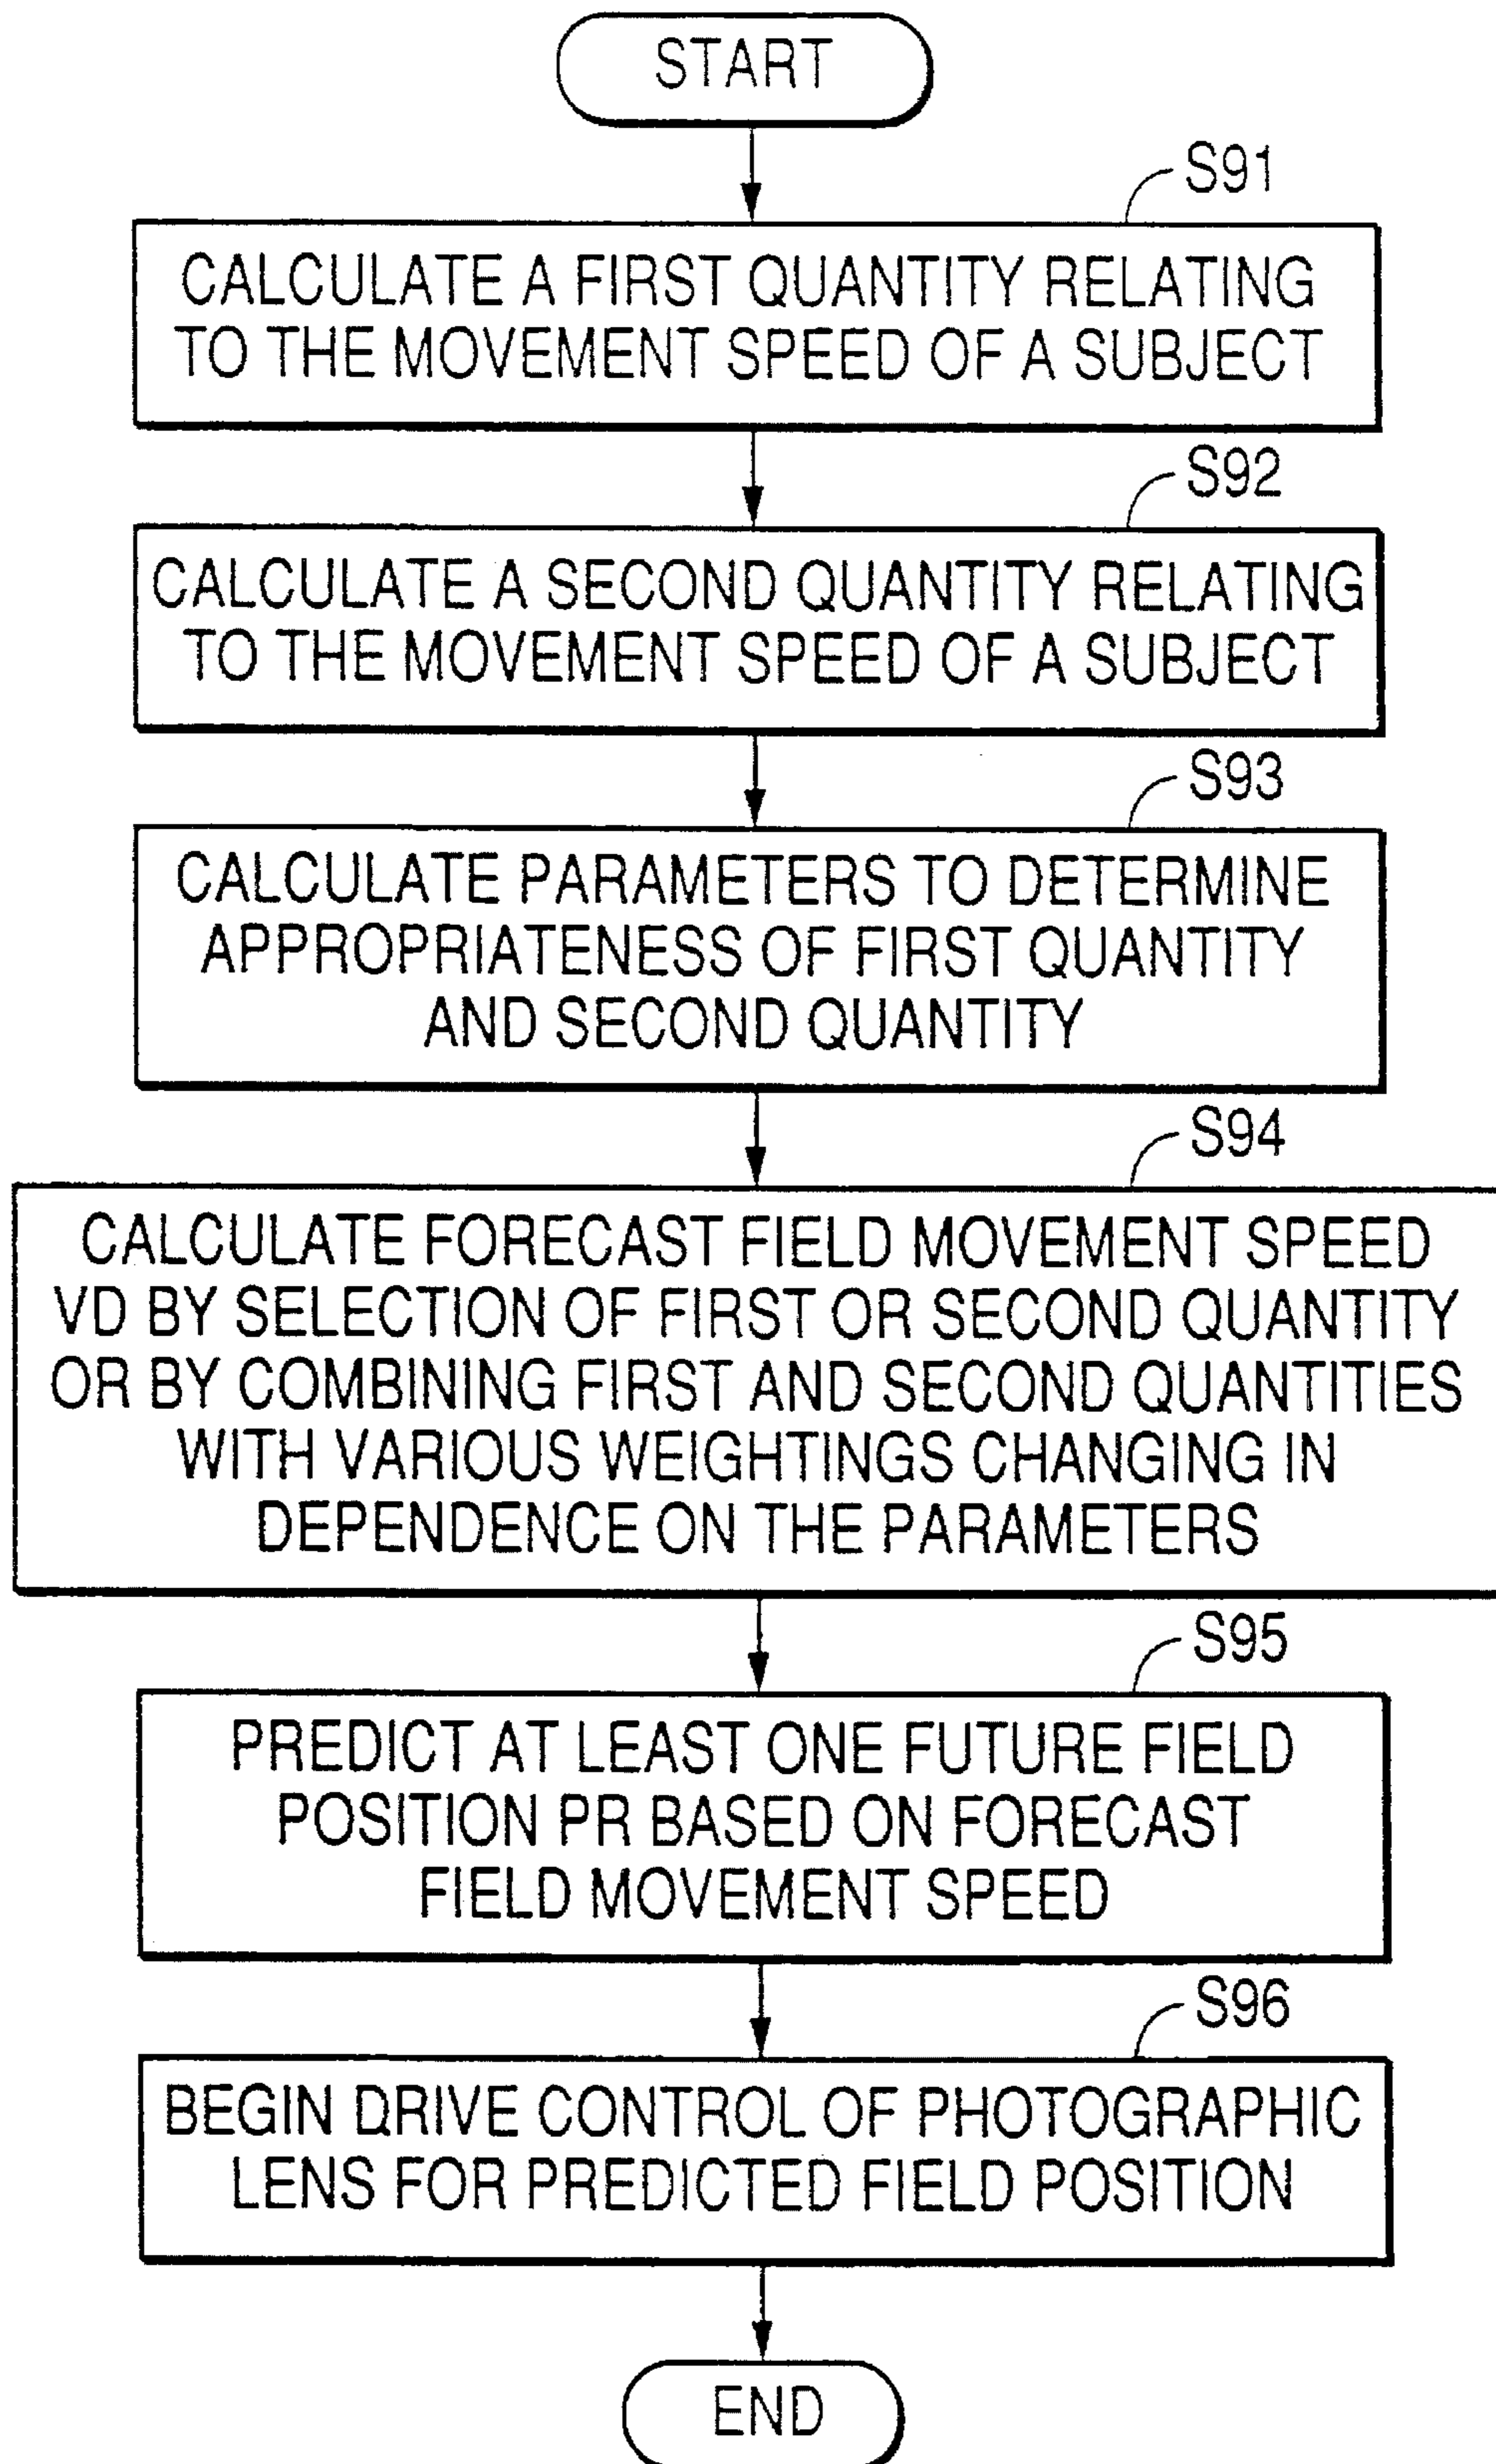 START
S91
CALCULATE A FIRST QUANTITY RELATING
TO THE MOVEMENT SPEED OF A SUBJECT
S92
CALCULATE A SECOND QUANTITY RELATING
TO THE MOVEMENT SPEED OF A SUBJECT
S93
CALCULATE PARAMETERS TO DETERMINE
APPROPRIATENESS OF FIRST QUANTITY
AND SECOND QUANTITY
S94
CALCULATE FORECAST FIELD MOVEMENT SPEED
VD BY SELECTION OF FIRST OR SECOND QUANTITY
OR BY COMBINING FIRST AND SECOND QUANTITIES
WITH VARIOUS WEIGHTINGS CHANGING IN
DEPENDENCE ON THE PARAMETERS
S95
PREDICT AT LEAST ONE FUTURE FIELD
POSITION PR BASED ON FORECAST
FIELD MOVEMENT SPEED
S96
BEGIN DRIVE CONTROL OF PHOTOGRAPHIC
LENS FOR PREDICTED FIELD POSITION
END